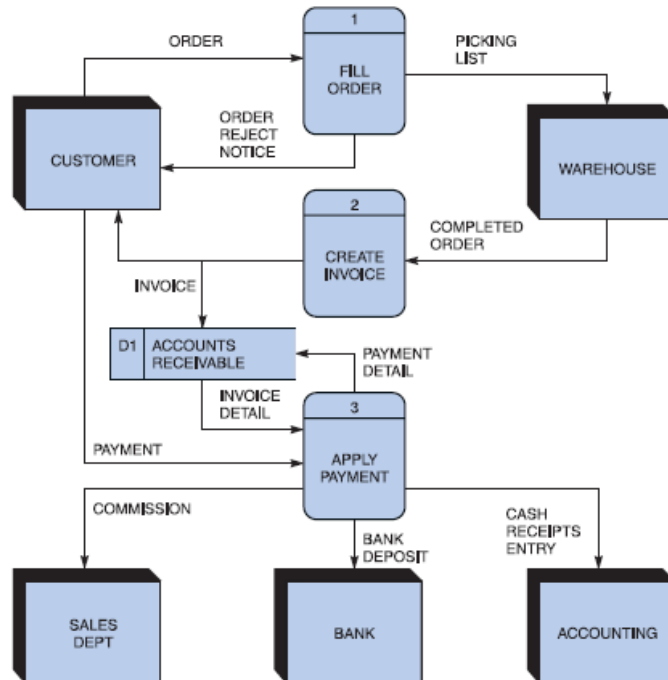 1
ORDER
PICKING
LIST
FILL
ORDER
ORDER
REJECT
NOTICE
CUSTOMER
WAREHOUSE
2
COMPLETED
ORDER
CREATE
INVOICE
INVOICE
D1
ACCOUNTS
RECEIVABLE
PAYMENT
DETAIL
INVOICE
DETAIL
3
PAYMENT
APPLY
PAYMENT
COMMISSION
CASH
RECEIPTS
ENTRY
BANK
DEPOSIT
SALES
DEPT
BANK
ACCOUNTING